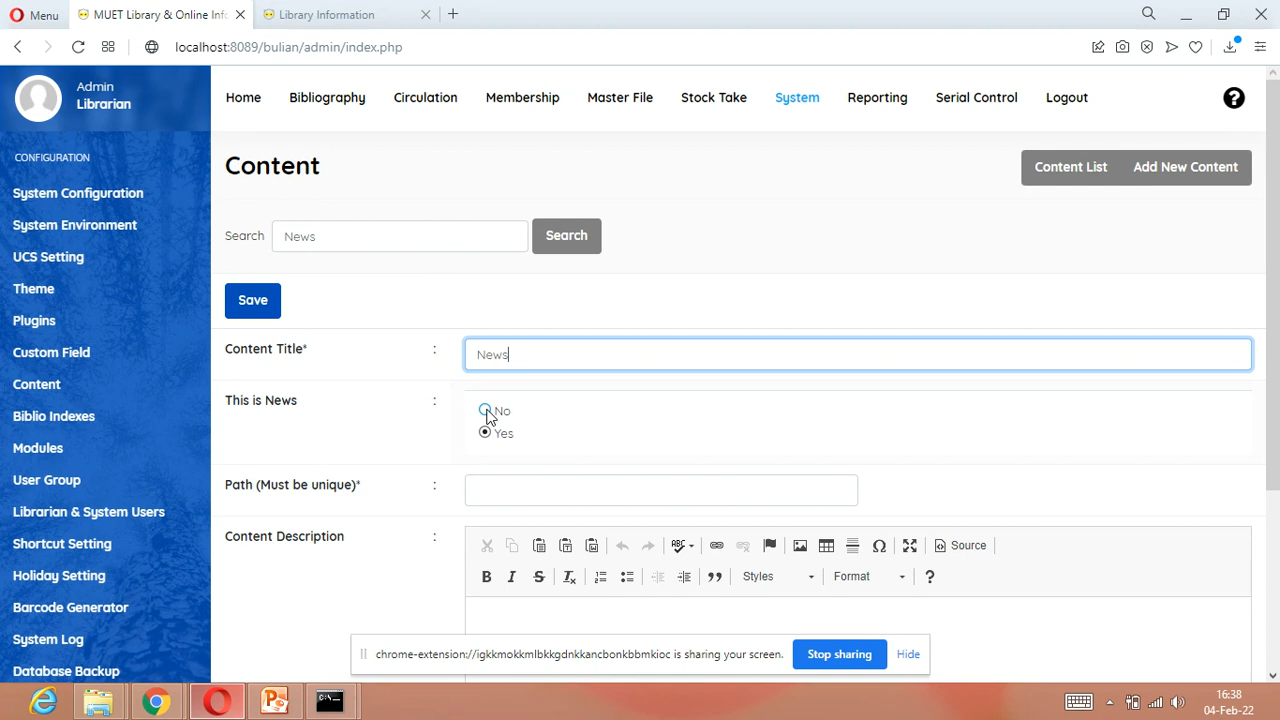 Menu
MUET Library & Online Inf
Library Information
localhost:8089/bulian/admin/index.php
Admin
Librarian
Home
Bibliography
Circulation
Membership
Master File
Stock Take
System
Reporting
Serial Control
Logout
CONFIGURATION
System Configuration
System Environment
UCS Setting
Theme
Plugins
Custom Field
Content
Biblio Indexes
Modules
User Group
Librarian & System Users
Shortcut Setting
Holiday Setting
Barcode Generator
System Log
Database Backup
Content
Content List
Add New Content
Search
News
Search
Save
Content Title* :
News
This is News :
No
Yes
Path (Must be unique)* :
Content Description :
ABC
Source
B I S
Styles
Format
?
chrome-extension://igkkmokkmlbkkgdnkkancbonkbbmkioc is sharing your screen.
Stop sharing
Hide
16:38
04-Feb-22